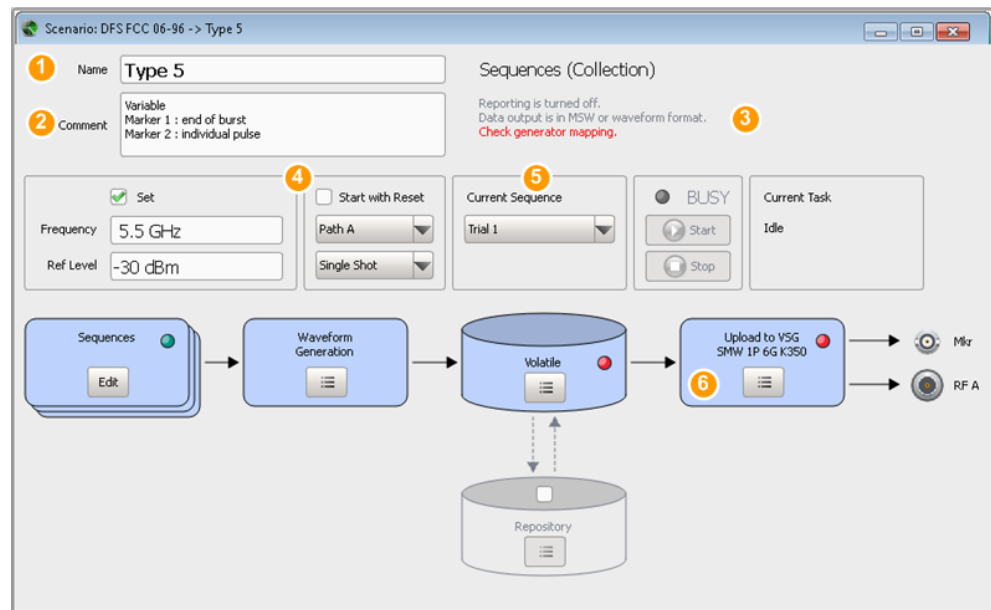 Scenario: DFS FCC 06-96 -> Type 5
1
Name
Type 5
2
Comment
Variable
Marker 1 : end of burst
Marker 2 : individual pulse
Sequences (Collection)
Reporting is turned off.
Data output is in MSW or waveform format.
Check generator mapping.
3
Set
Frequency
5.5 GHz
Ref Level
-30 dBm
4
Start with Reset
Path A
Single Shot
5
Current Sequence
Trial 1
BUSY
Start
Stop
Current Task
Idle
Sequences
Edit
Waveform
Generation
Volatile
Upload to VSG
SMW 1P 6G K350
6
Mkr
RF A
Repository